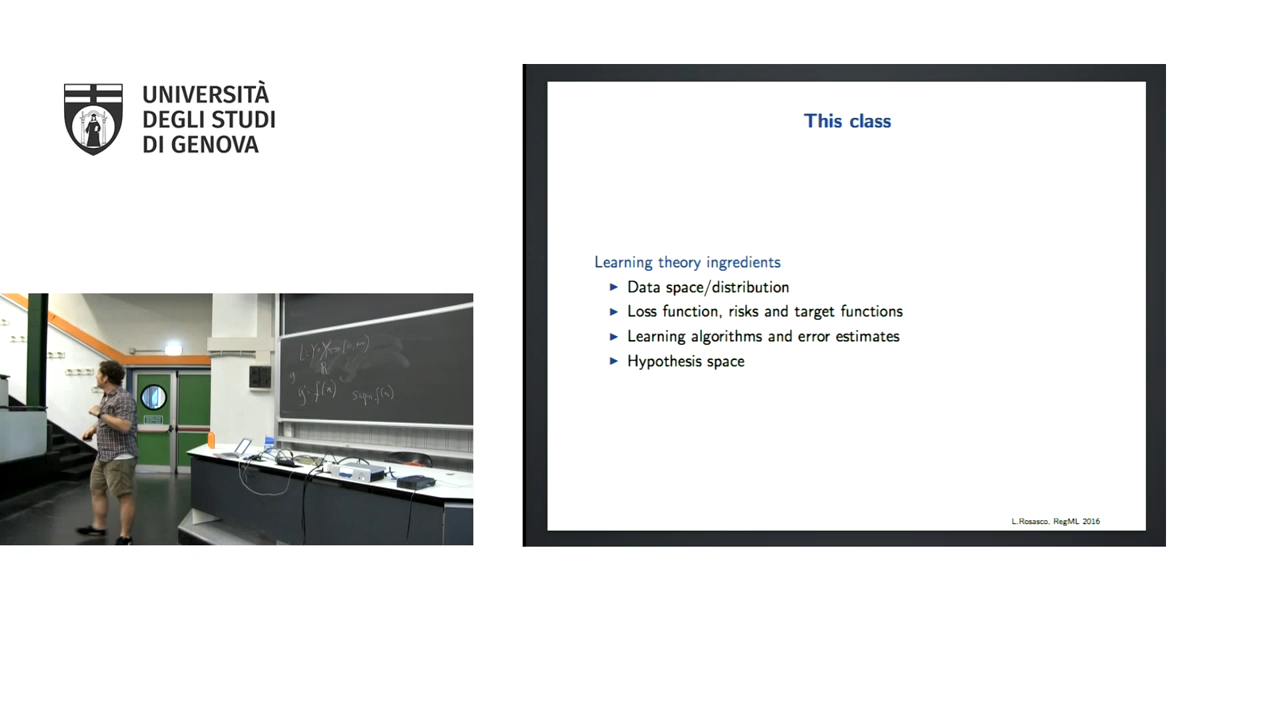 UNIVERSITÀ
DEGLI STUDI
DI GENOVA
This class
Learning theory ingredients
Data space/distribution
Loss function, risks and target functions
Learning algorithms and error estimates
Hypothesis space
L.Rosasco, RegML 2016
f(x)
sign f(x)